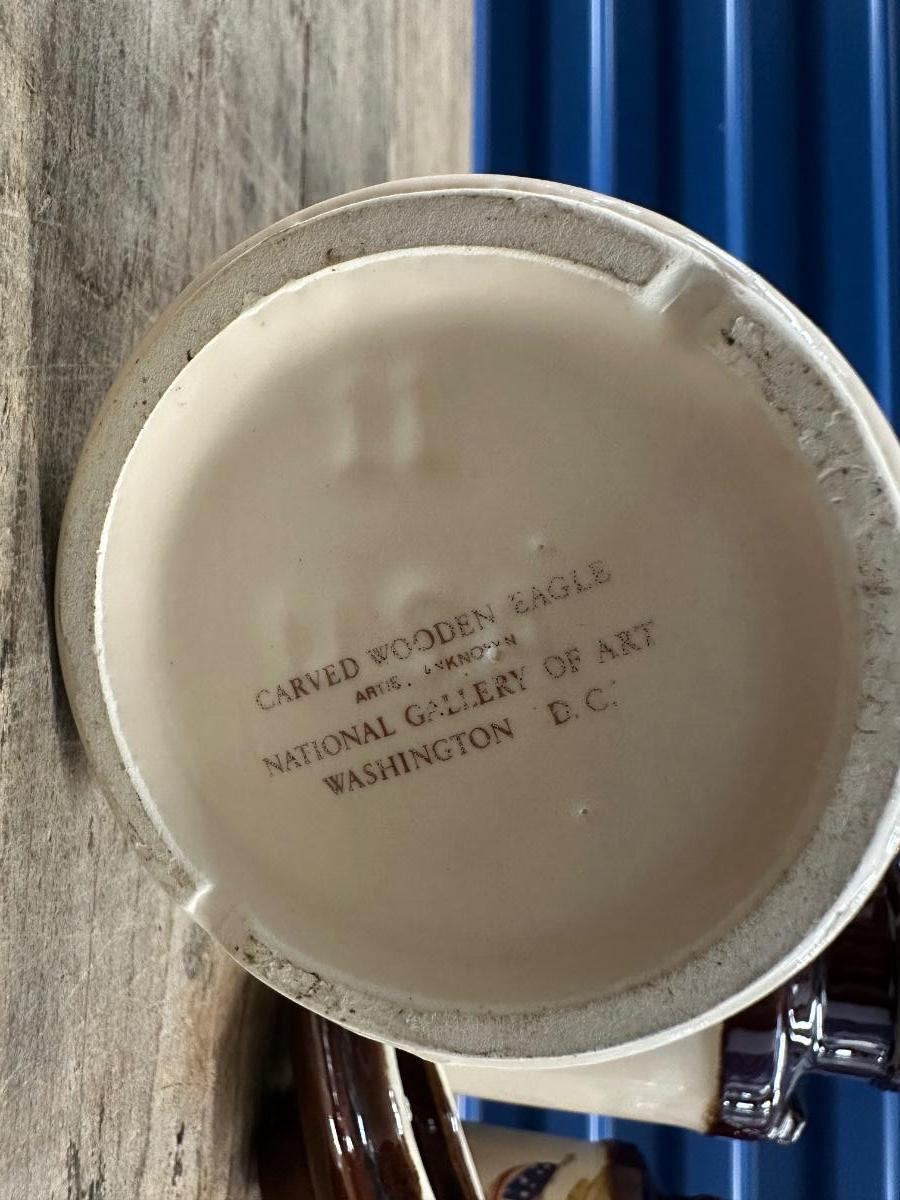 CARVED WOODEN EAGLE
ARTIST UNKNOWN
NATIONAL GALLERY OF ART
WASHINGTON D.C.